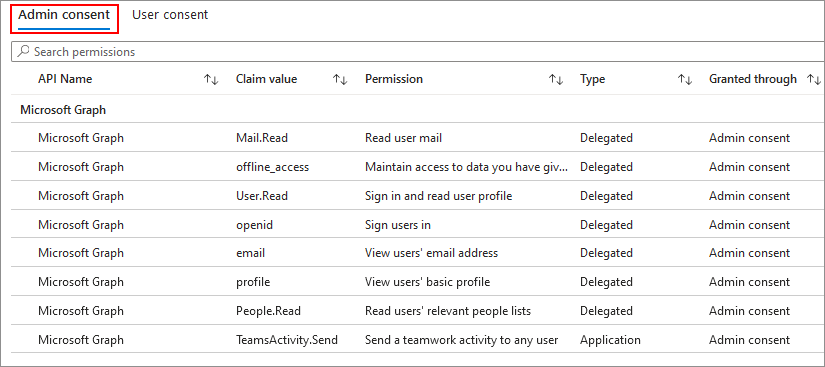 Admin consent User consent
Search permissions
API Name Claim value Permission Type Granted through
Microsoft Graph
Microsoft Graph Mail.Read Read user mail Delegated Admin consent
Microsoft Graph offline_access Maintain access to data you have giv... Delegated Admin consent
Microsoft Graph User.Read Sign in and read user profile Delegated Admin consent
Microsoft Graph openid Sign users in Delegated Admin consent
Microsoft Graph email View users' email address Delegated Admin consent
Microsoft Graph profile View users' basic profile Delegated Admin consent
Microsoft Graph People.Read Read users' relevant people lists Delegated Admin consent
Microsoft Graph TeamsActivity.Send Send a teamwork activity to any user Application Admin consent